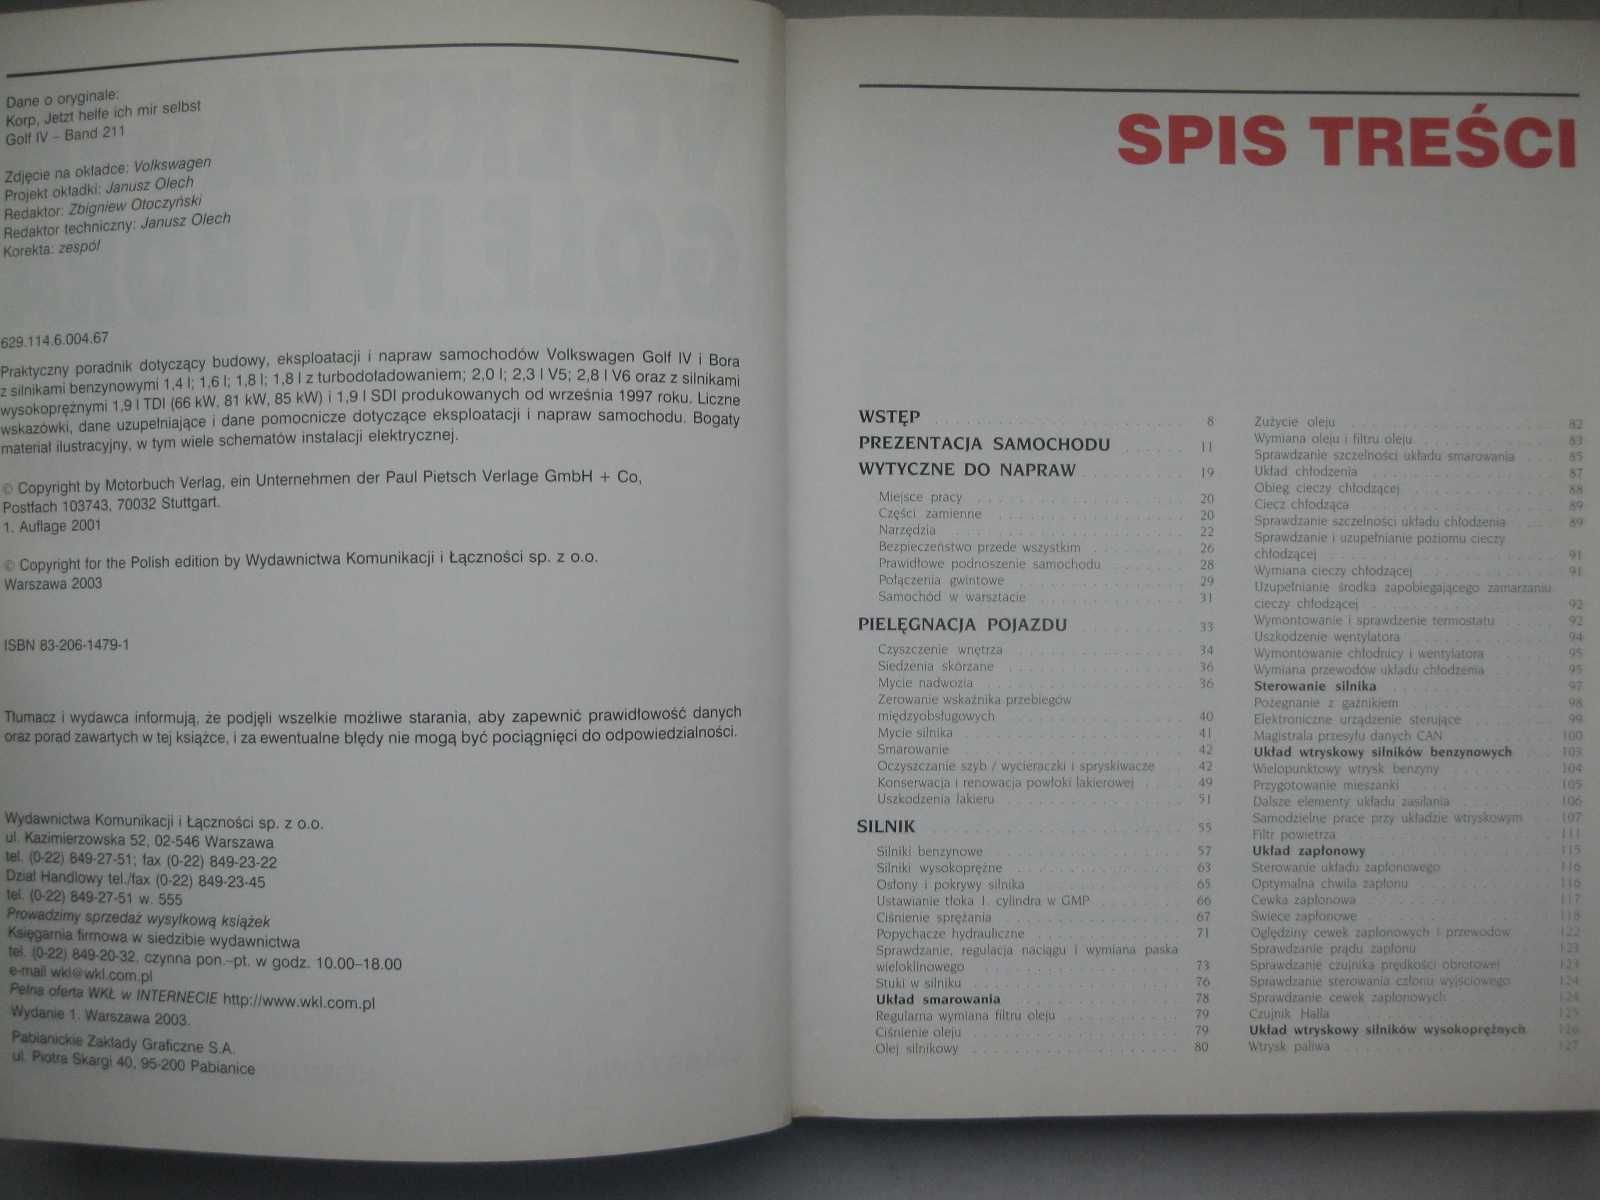 Dane o oryginale:
Korp, Jetzt helfe ich mir selbst
Golf IV – Band 211
Zdjęcie na okładce: Volkswagen
Projekt okładki: Janusz Olech
Redaktor: Zbigniew Otoczyński
Redaktor techniczny: Janusz Olech
Korekta: zespół
629.114.6.004.67
Praktyczny poradnik dotyczący budowy, eksploatacji i napraw samochodów Volkswagen Golf IV i Bora
z silnikami benzynowymi 1,4 l; 1,6 l; 1,8 l; 1,8 l z turbodoładowaniem; 2,0 l; 2,3 l V5; 2,8 l V6 oraz z silnikami
wysokoprężnymi 1,9 l TDI (66 kW, 81 kW, 85 kW) i 1,9 l SDI produkowanych od września 1997 roku. Liczne
wskazówki, dane uzupełniające i dane pomocnicze dotyczące eksploatacji i napraw samochodu. Bogaty
materiał ilustracyjny, w tym wiele schematów instalacji elektrycznej.
© Copyright by Motorbuch Verlag, ein Unternehmen der Paul Pietsch Verlage GmbH + Co,
Postfach 103743, 70032 Stuttgart.
1. Auflage 2001
© Copyright for the Polish edition by Wydawnictwa Komunikacji i Łączności sp. z o.o.
Warszawa 2003
ISBN 83-206-1479-1
Tłumacz i wydawca informują, że podjęli wszelkie możliwe starania, aby zapewnić prawidłowość danych
oraz porad zawartych w tej książce, i za ewentualne błędy nie mogą być pociągnięci do odpowiedzialności.
Wydawnictwa Komunikacji i Łączności sp. z o.o.
ul. Kazimierzowska 52, 02-546 Warszawa
tel. (0-22) 849-27-51; fax (0-22) 849-23-22
Dział Handlowy tel./fax (0-22) 849-23-45
tel. (0-22) 849-27-51 w. 555
Prowadzimy sprzedaż wysyłkową książek
Księgarnia firmowa w siedzibie wydawnictwa
tel. (0-22) 849-20-32, czynna pon.–pt. w godz. 10.00–18.00
e-mail wkl@wkl.com.pl
Pełna oferta WKŁ w INTERNECIE http://www.wkl.com.pl
Wydanie 1. Warszawa 2003.
Pabianickie Zakłady Graficzne S.A.
ul. Piotra Skargi 40, 95-200 Pabianice
SPIS TREŚCI
WSTĘP 8
PREZENTACJA SAMOCHODU 11
WYTYCZNE DO NAPRAW 19
Miejsce pracy 20
Części zamienne 20
Narzędzia 22
Bezpieczeństwo przede wszystkim 26
Prawidłowe podnoszenie samochodu 28
Połączenia gwintowe 29
Samochód w warsztacie 31
PIELĘGNACJA POJAZDU 33
Czyszczenie wnętrza 34
Siedzenia skórzane 36
Mycie nadwozia 36
Zerowanie wskaźnika przebiegów
międzyobsługowych 40
Mycie silnika 41
Smarowanie 42
Oczyszczanie szyb / wycieraczki i spryskiwacze 42
Konserwacja i renowacja powłoki lakierowej 49
Uszkodzenia lakieru 51
SILNIK 55
Silniki benzynowe 57
Silniki wysokoprężne 63
Osłony i pokrywy silnika 65
Ustawianie tłoka 1. cylindra w GMP 66
Ciśnienie sprężania 67
Popychacze hydrauliczne 71
Sprawdzanie, regulacja naciągu i wymiana paska
wieloklinowego 73
Stuki w silniku 76
Układ smarowania 78
Regularna wymiana filtru oleju 79
Ciśnienie oleju 79
Olej silnikowy 80
Zużycie oleju 82
Wymiana oleju i filtru oleju 83
Sprawdzanie szczelności układu smarowania 85
Układ chłodzenia 87
Obieg cieczy chłodzącej 88
Ciecz chłodząca 89
Sprawdzanie szczelności układu chłodzenia 89
Sprawdzanie i uzupełnianie poziomu cieczy
chłodzącej 91
Wymiana cieczy chłodzącej 91
Uzupełnianie środka zapobiegającego zamarzaniu
cieczy chłodzącej 92
Wymontowanie i sprawdzenie termostatu 92
Uszkodzenie wentylatora 94
Wymontowanie chłodnicy i wentylatora 95
Wymiana przewodów układu chłodzenia 95
Sterowanie silnika 97
Pożegnanie z gaźnikiem 98
Elektroniczne urządzenie sterujące 99
Magistrala przesyłu danych CAN 100
Układ wtryskowy silników benzynowych 103
Wielopunktowy wtrysk benzyny 104
Przygotowanie mieszanki 105
Dalsze elementy układu zasilania 106
Samodzielne prace przy układzie wtryskowym 107
Filtr powietrza 111
Układ zapłonowy 115
Sterowanie układu zapłonowego 116
Optymalna chwila zapłonu 116
Cewka zapłonowa 117
Świece zapłonowe 118
Oględziny cewek zapłonowych i przewodów 122
Sprawdzanie prądu zapłonu 123
Sprawdzanie czujnika prędkości obrotowej 123
Sprawdzanie sterowania członu wyjściowego 124
Sprawdzanie cewek zapłonowych 124
Czujnik Halla 125
Układ wtryskowy silników wysokoprężnych 126
Wtrysk paliwa 127